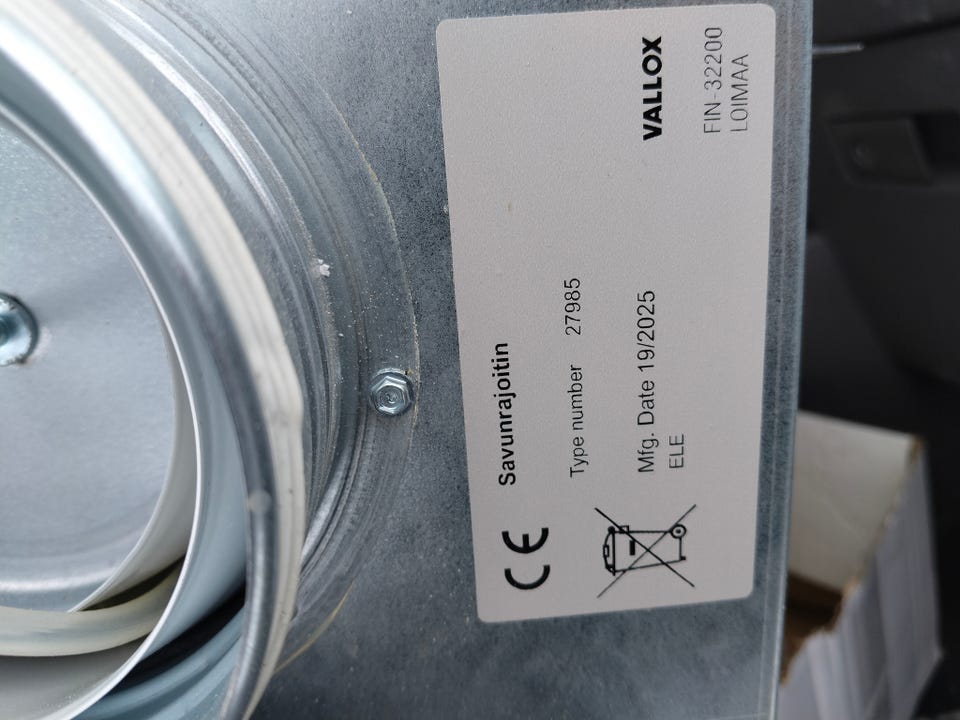 Savunrajoitin
Type number 27985
Mfg. Date 19/2025
ELE
VALLOX
FIN-32200
LOIMAA
CE